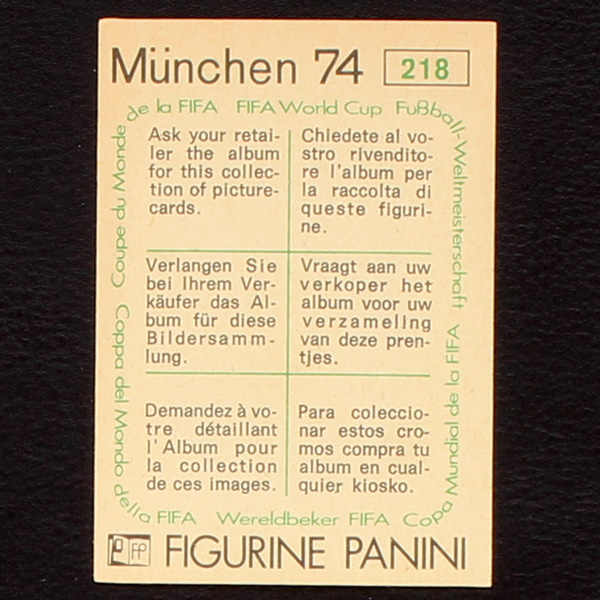 München 74 218
de la FIFA FIFA World Cup Fußball-Weltmeisterschaft
Ask your retai-
ler the album
for this collec-
tion of picture-
cards.
Chiedete al vo-
stro rivendito-
re l'album per
la raccolta di
queste figuri-
ne.
Verlangen Sie
bei Ihrem Ver-
käufer das Al-
bum für diese
Bildersamm-
lung.
Vraagt aan uw
verkoper het
album voor uw
verzameling
van deze pren-
tjes.
Demandez à vo-
tre détaillant
l'Album pour
la collection
de ces images.
Para coleccio-
nar estos cro-
mos compra tu
album en cual-
quier kiosko.
Coupe du Monde
Coppa del Mondo
della FIFA Wereldbeker FIFA Copa Mundial de la FIFA
FP FIGURINE PANINI